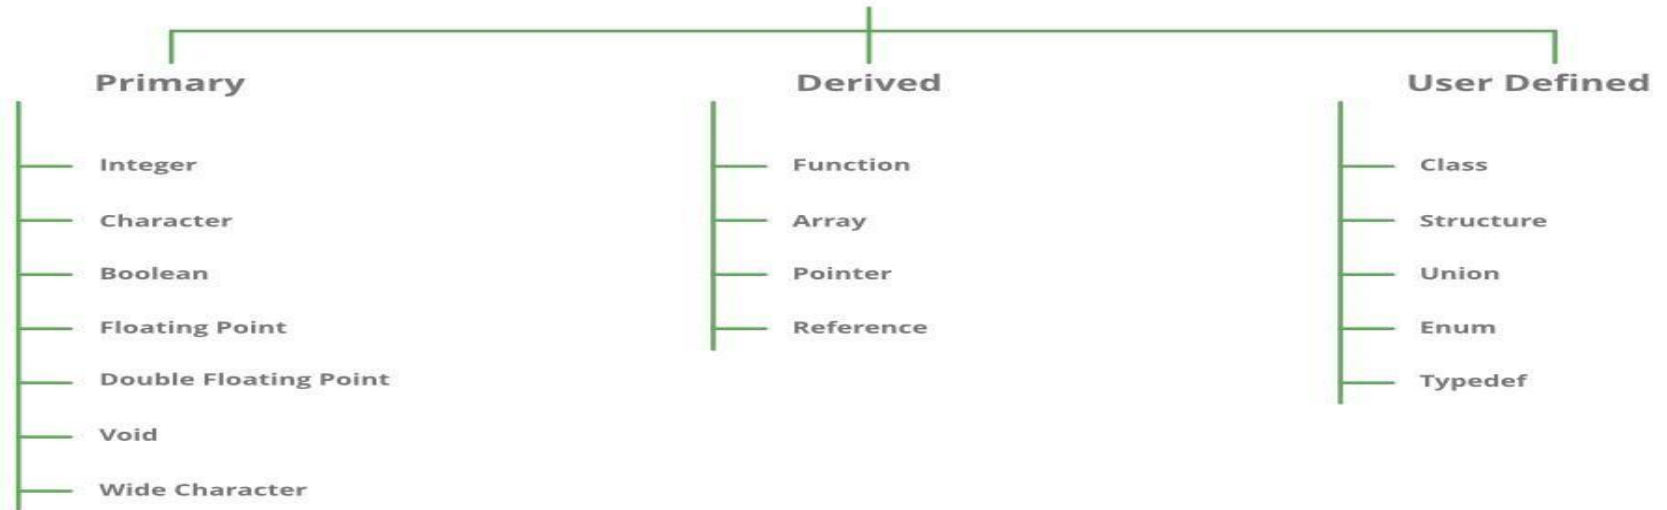 Primary
Integer
Character
Boolean
Floating Point
Double Floating Point
Void
Wide Character
Derived
Function
Array
Pointer
Reference
User Defined
Class
Structure
Union
Enum
Typedef